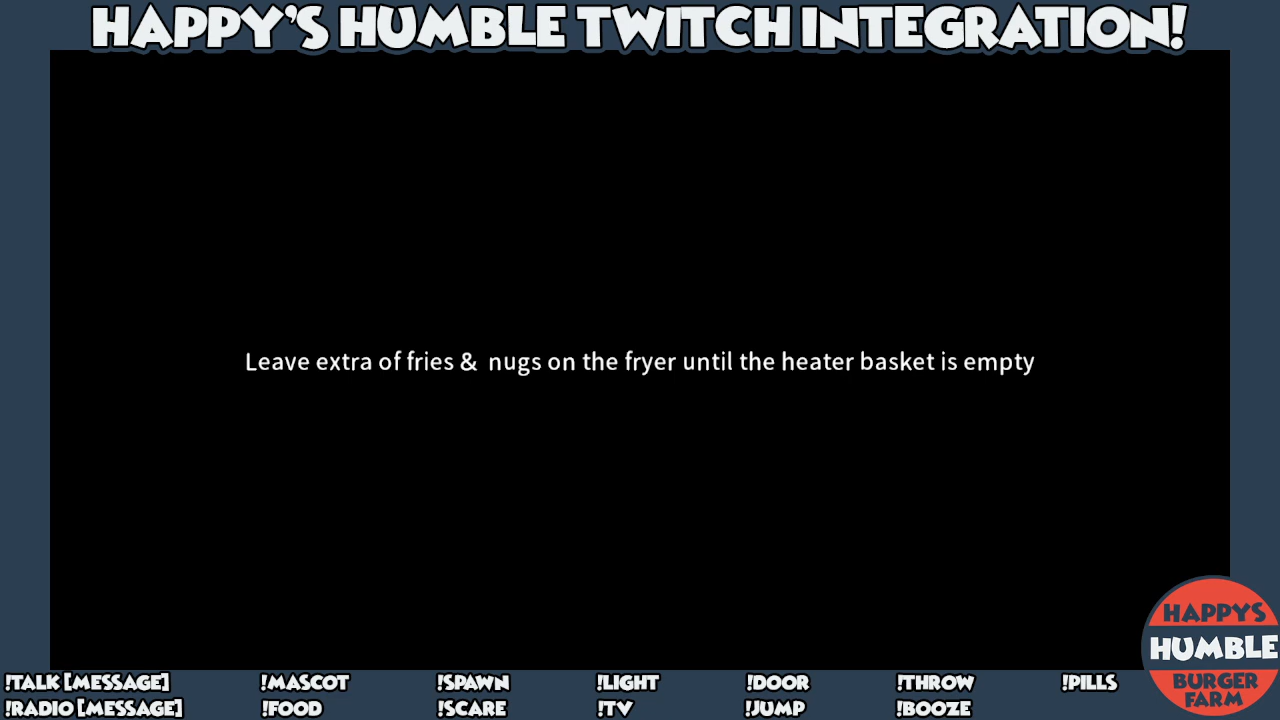 HAPPY'S HUMBLE TWITCH INTEGRATION!
Leave extra of fries &  nugs on the fryer until the heater basket is empty
HAPPYS
HUMBLE
BURGER
FARM
!TALK [MESSAGE] !MASCOT !SPAWN !LIGHT !DOOR !THROW !PILLS
!RADIO [MESSAGE] !FOOD !SCARE !TV !JUMP !BOOZE